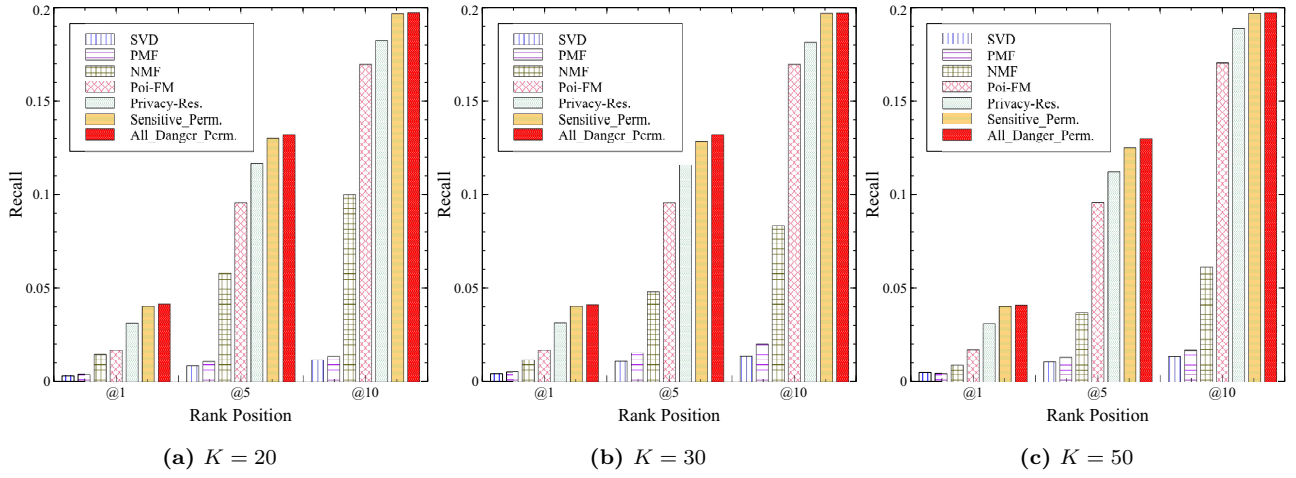 0.2
0.15
0.1
0.05
0
Recall
SVD
PMF
NMF
Poi-FM
Privacy-Res.
Sensitive_Perm.
All_Danger_Perm.
@1
@5
@10
Rank Position
(a) K = 20
0.2
0.15
0.1
0.05
0
Recall
SVD
PMF
NMF
Poi-FM
Privacy-Res.
Sensitive_Perm.
All_Danger_Perm.
@1
@5
@10
Rank Position
(b) K = 30
0.2
0.15
0.1
0.05
0
Recall
SVD
PMF
NMF
Poi-FM
Privacy-Res.
Sensitive_Perm.
All_Danger_Perm.
@1
@5
@10
Rank Position
(c) K = 50